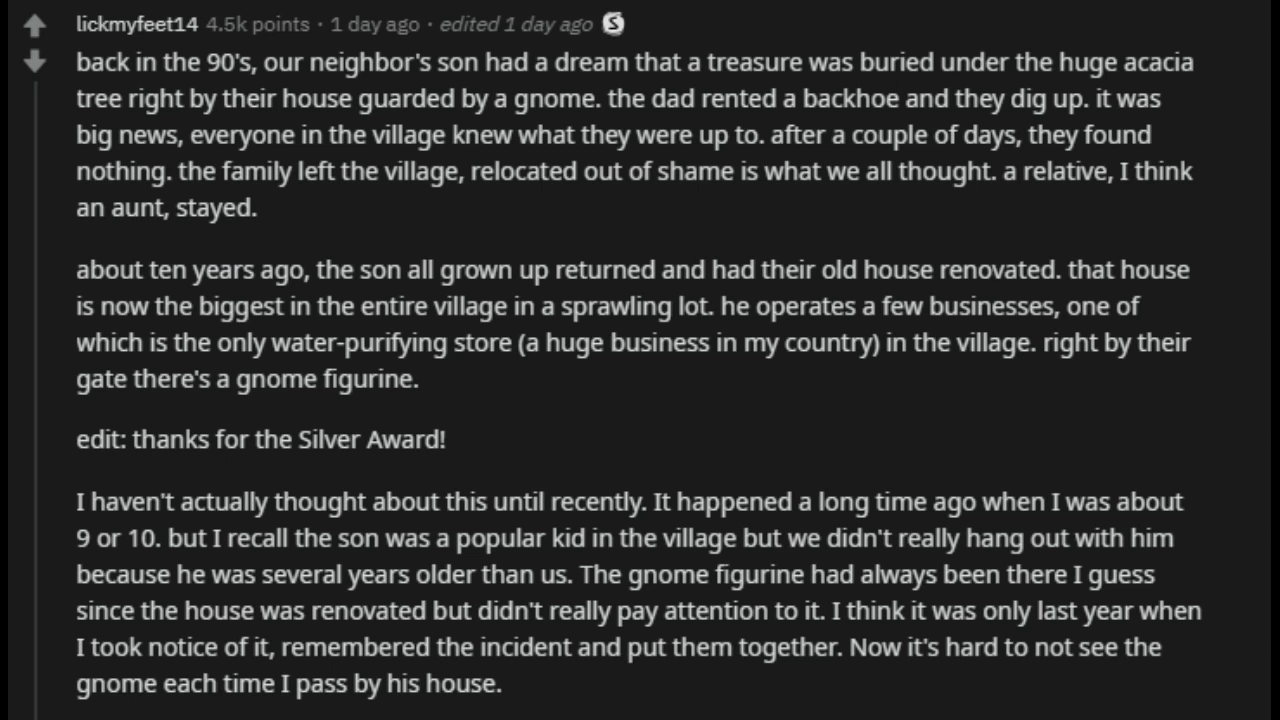 lickmyfeet14 4.5k points · 1 day ago · edited 1 day ago S
back in the 90's, our neighbor's son had a dream that a treasure was buried under the huge acacia
tree right by their house guarded by a gnome. the dad rented a backhoe and they dig up. it was
big news, everyone in the village knew what they were up to. after a couple of days, they found
nothing. the family left the village, relocated out of shame is what we all thought. a relative, I think
an aunt, stayed.
about ten years ago, the son all grown up returned and had their old house renovated. that house
is now the biggest in the entire village in a sprawling lot. he operates a few businesses, one of
which is the only water-purifying store (a huge business in my country) in the village. right by their
gate there's a gnome figurine.
edit: thanks for the Silver Award!
I haven't actually thought about this until recently. It happened a long time ago when I was about
9 or 10. but I recall the son was a popular kid in the village but we didn't really hang out with him
because he was several years older than us. The gnome figurine had always been there I guess
since the house was renovated but didn't really pay attention to it. I think it was only last year when
I took notice of it, remembered the incident and put them together. Now it's hard to not see the
gnome each time I pass by his house.